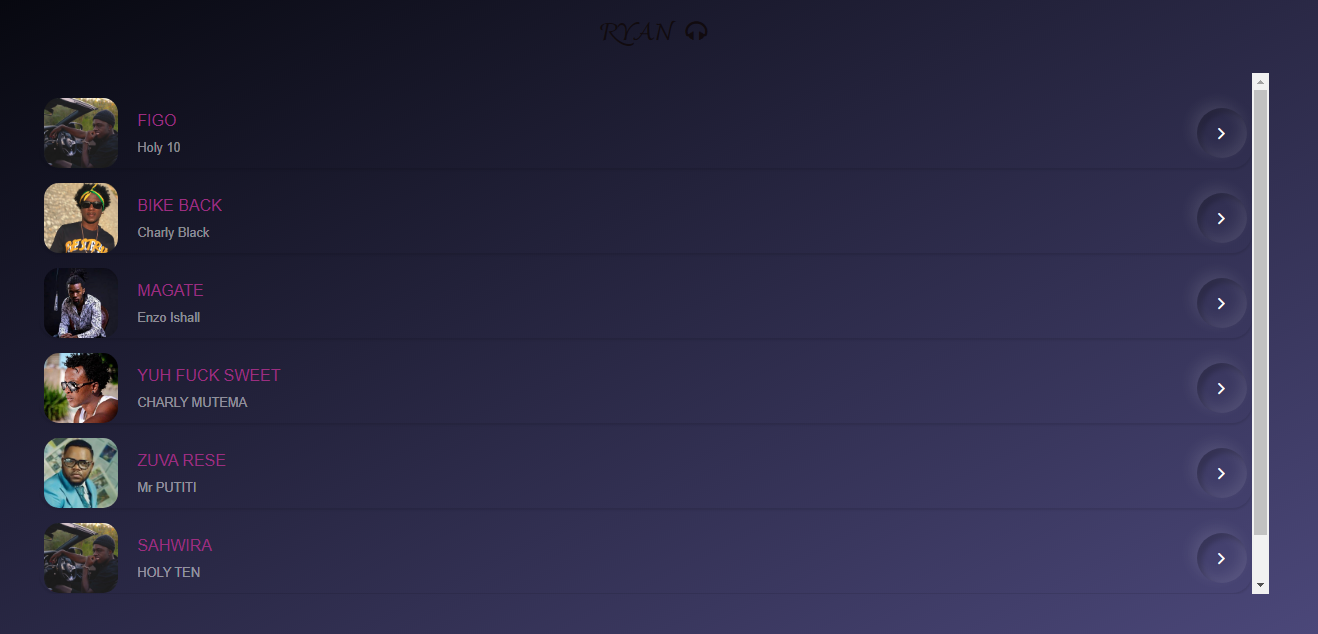 RYAN
FIGO
Holy 10
BIKE BACK
Charly Black
MAGATE
Enzo Ishall
YUH FUCK SWEET
CHARLY MUTEMA
ZUVA RESE
Mr PUTITI
SAHWIRA
HOLY TEN